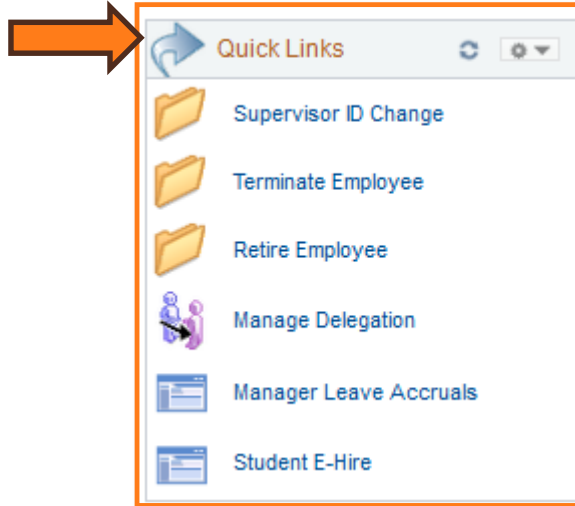 Quick Links
Supervisor ID Change
Terminate Employee
Retire Employee
Manage Delegation
Manager Leave Accruals
Student E-Hire